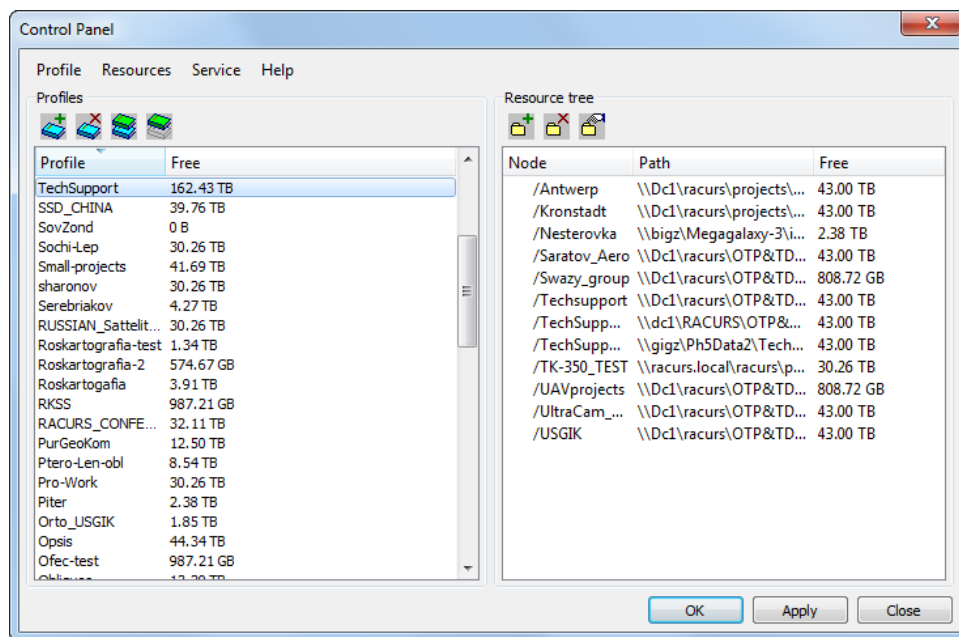 Control Panel
Profile Resources Service Help
Profiles
Profile Free
TechSupport 162.43 TB
SSD_CHINA 39.76 TB
SovZond 0 B
Sochi-Lep 30.26 TB
Small-projects 41.69 TB
sharonov 30.26 TB
Serebriakov 4.27 TB
RUSSIAN_Sattelit... 30.26 TB
Roskartografia-test 1.34 TB
Roskartografia-2 574.67 GB
Roskartogafia 3.91 TB
RKSS 987.21 GB
RACURS_CONFE... 32.11 TB
PurGeoKom 12.50 TB
Ptero-Len-obl 8.54 TB
Pro-Work 30.26 TB
Piter 2.38 TB
Orto_USGIK 1.85 TB
Opsis 44.34 TB
Ofec-test 987.21 GB
Resource tree
Node Path Free
/Antwerp \\Dc1\racurs\projects\... 43.00 TB
/Kronstadt \\Dc1\racurs\projects\... 43.00 TB
/Nesterovka \\bigz\Megagalaxy-3\i... 2.38 TB
/Saratov_Aero \\Dc1\racurs\OTP&TD... 43.00 TB
/Swazy_group \\Dc1\racurs\OTP&TD... 808.72 GB
/Techsupport \\Dc1\racurs\OTP&TD... 43.00 TB
/TechSupp... \\dc1\RACURS\OTP&... 43.00 TB
/TechSupp... \\gigz\Ph5Data2\Tech... 43.00 TB
/TK-350_TEST \\racurs.local\racurs\p... 30.26 TB
/UAVprojects \\Dc1\racurs\OTP&TD... 808.72 GB
/UltraCam_... \\Dc1\racurs\OTP&TD... 43.00 TB
/USGIK \\Dc1\racurs\OTP&TD... 43.00 TB
OK Apply Close